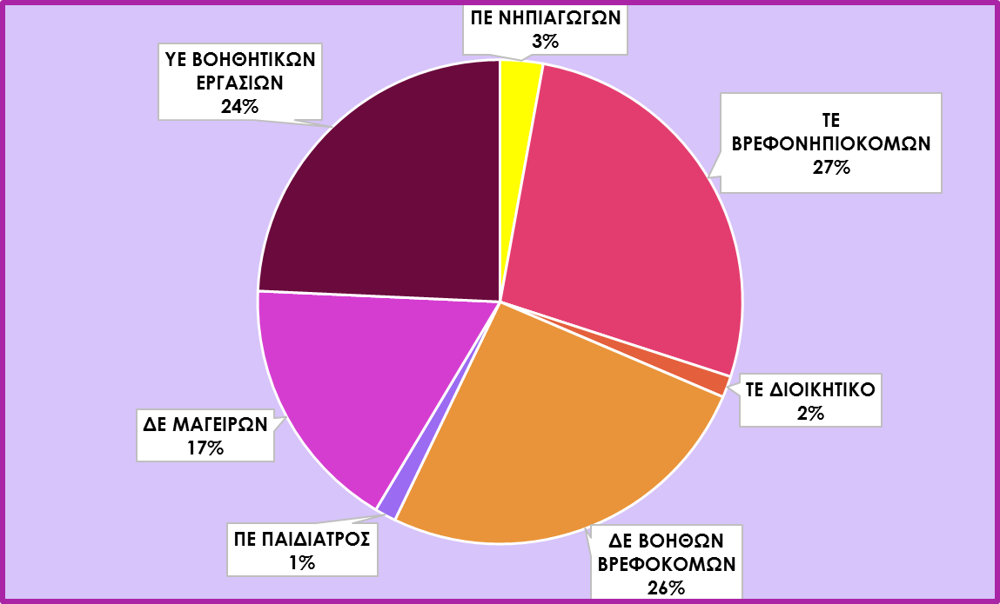 ΠΕ ΝΗΠΙΑΓΩΓΩΝ
3%
ΤΕ
ΒΡΕΦΟΝΗΠΙΟΚΟΜΩΝ
27%
ΤΕ ΔΙΟΙΚΗΤΙΚΟ
2%
ΔΕ ΒΟΗΘΩΝ
ΒΡΕΦΟΚΟΜΩΝ
26%
ΠΕ ΠΑΙΔΙΑΤΡΟΣ
1%
ΔΕ ΜΑΓΕΙΡΩΝ
17%
ΥΕ ΒΟΗΘΗΤΙΚΩΝ
ΕΡΓΑΣΙΩΝ
24%